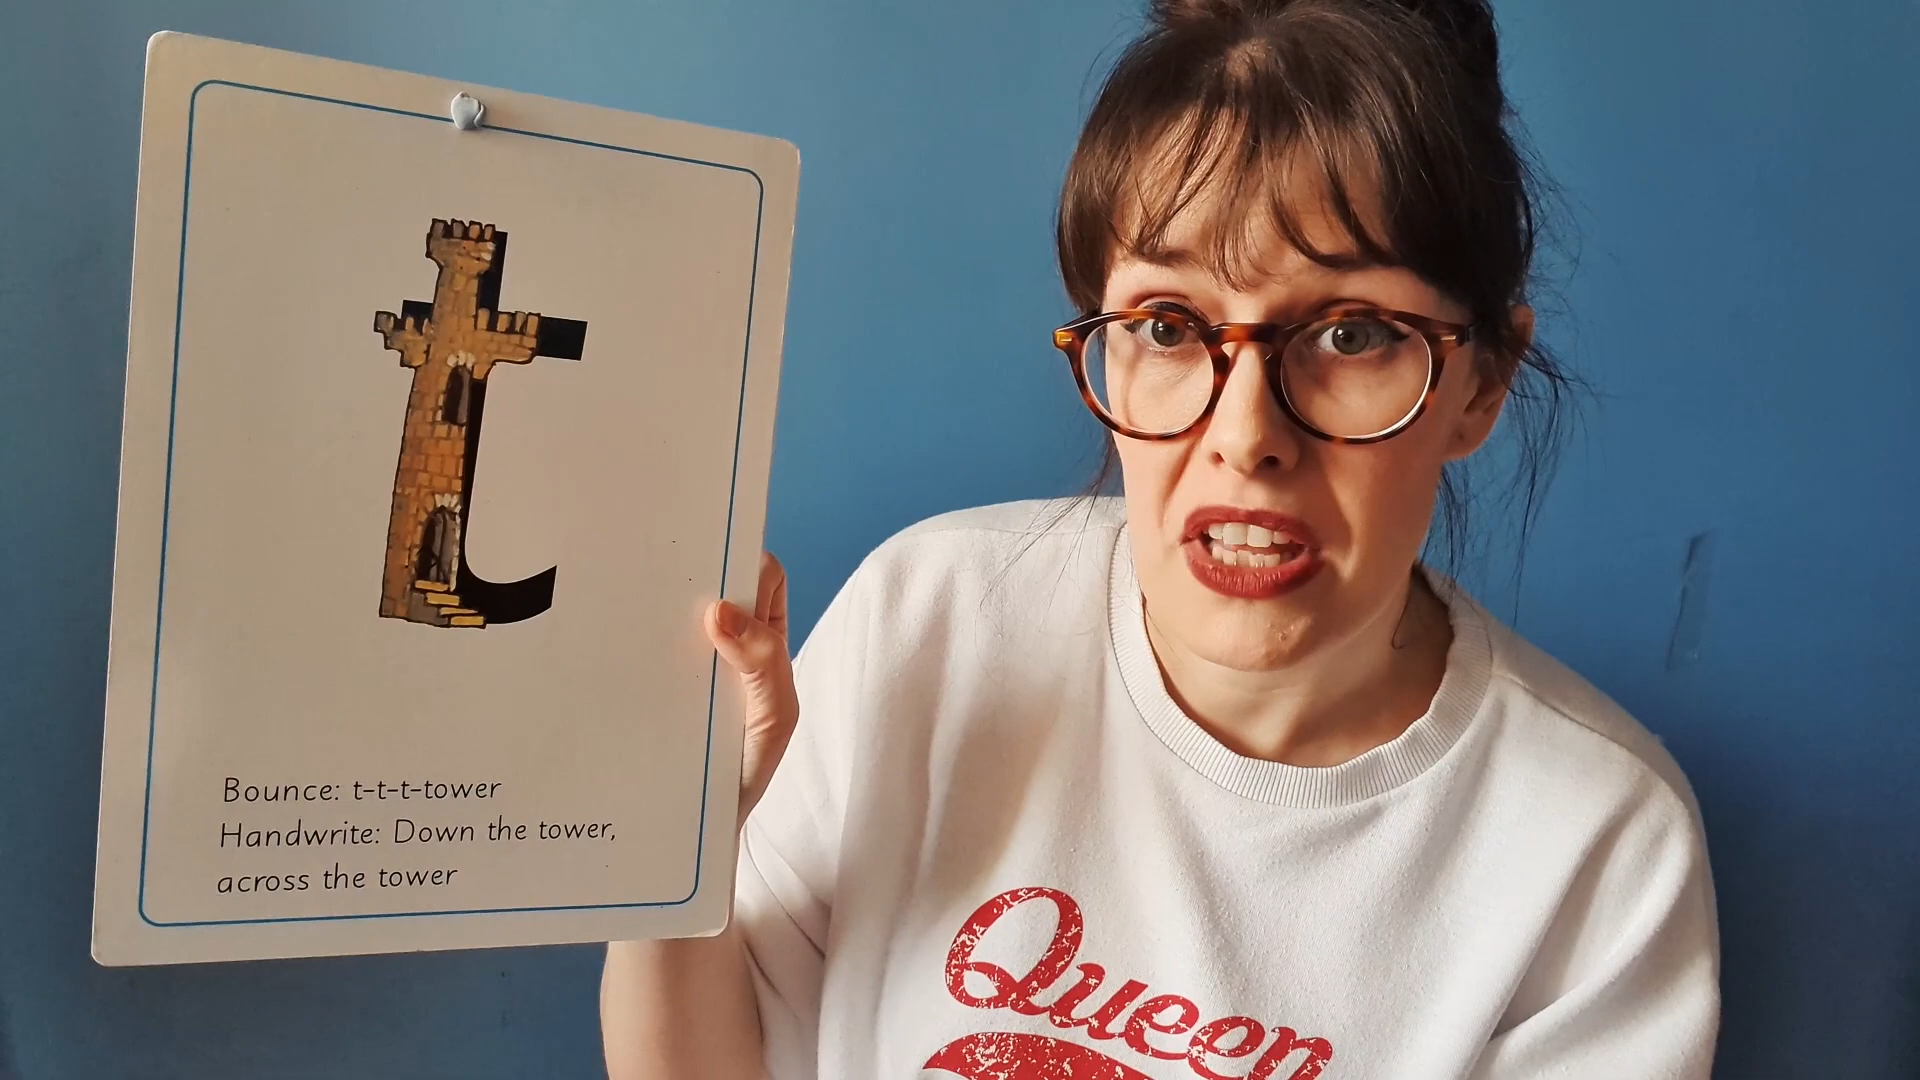 t
Bounce: t-t-t-tower
Handwrite: Down the tower,
across the tower
Queen